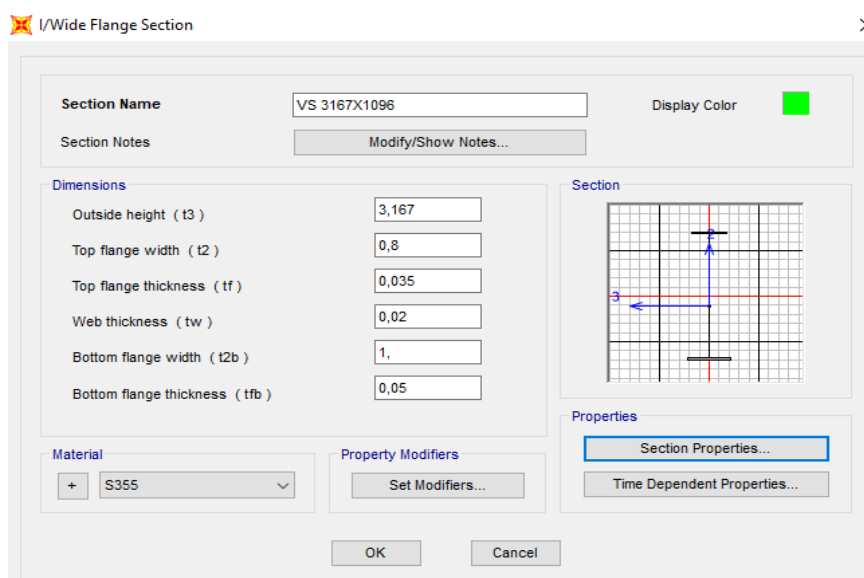 I/Wide Flange Section
Section Name VS 3167X1096 Display Color
Section Notes Modify/Show Notes...
Dimensions
Outside height ( t3 ) 3,167
Top flange width ( t2 ) 0,8
Top flange thickness ( tf ) 0,035
Web thickness ( tw ) 0,02
Bottom flange width ( t2b ) 1,
Bottom flange thickness ( tfb ) 0,05
Section
2
3
Material
+ S355
Property Modifiers
Set Modifiers...
Properties
Section Properties...
Time Dependent Properties...
OK Cancel